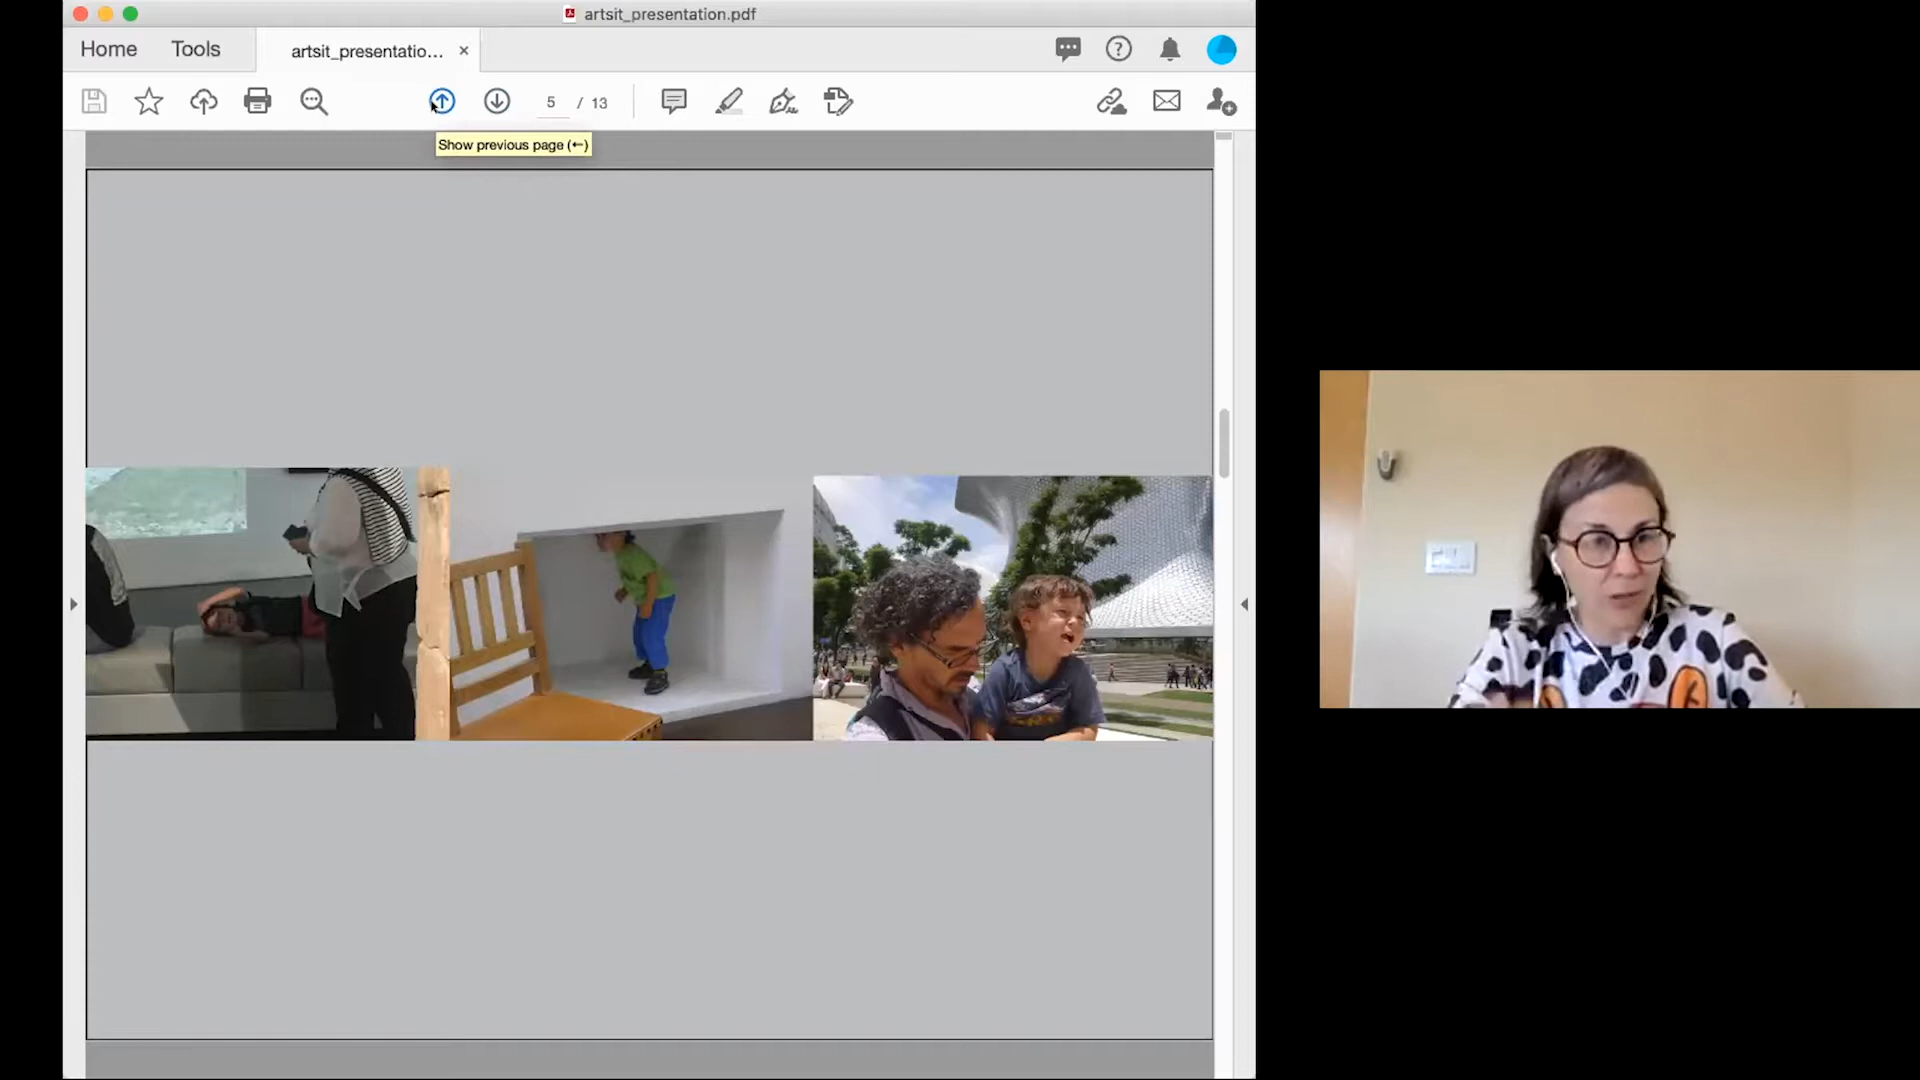 artsit_presentation.pdf
Home Tools artsit_presentatio... ×
5 / 13
Show previous page (←)